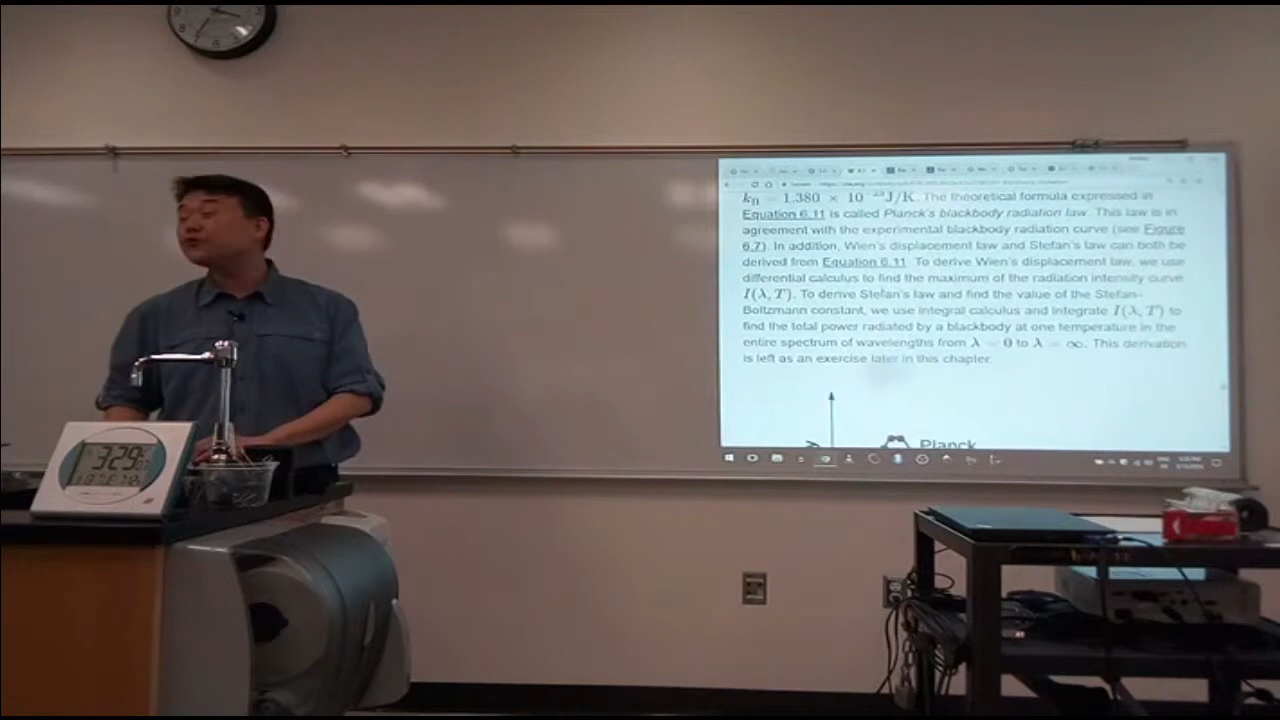 k_B = 1.380 × 10⁻²³ J/K. The theoretical formula expressed in
Equation 6.11 is called Planck's blackbody radiation law. This law is in
agreement with the experimental blackbody radiation curve (see Figure
6.7). In addition, Wien's displacement law and Stefan's law can both be
derived from Equation 6.11. To derive Wien's displacement law, we use
differential calculus to find the maximum of the radiation intensity curve
I(λ, T). To derive Stefan's law and find the value of the Stefan–
Boltzmann constant, we use integral calculus and integrate I(λ, T) to
find the total power radiated by a blackbody at one temperature in the
entire spectrum of wavelengths from λ = 0 to λ = ∞. This derivation
is left as an exercise later in this chapter.
Planck
3:29